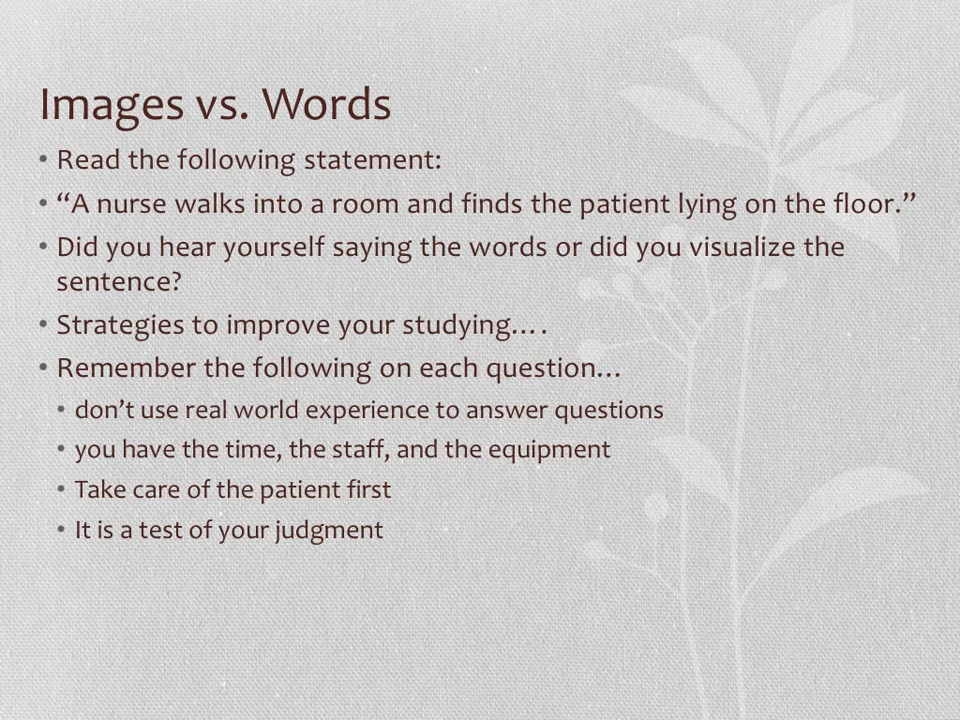 Images vs. Words
• Read the following statement:
• “A nurse walks into a room and finds the patient lying on the floor.”
• Did you hear yourself saying the words or did you visualize the
sentence?
• Strategies to improve your studying….
• Remember the following on each question…
• don’t use real world experience to answer questions
• you have the time, the staff, and the equipment
• Take care of the patient first
• It is a test of your judgment